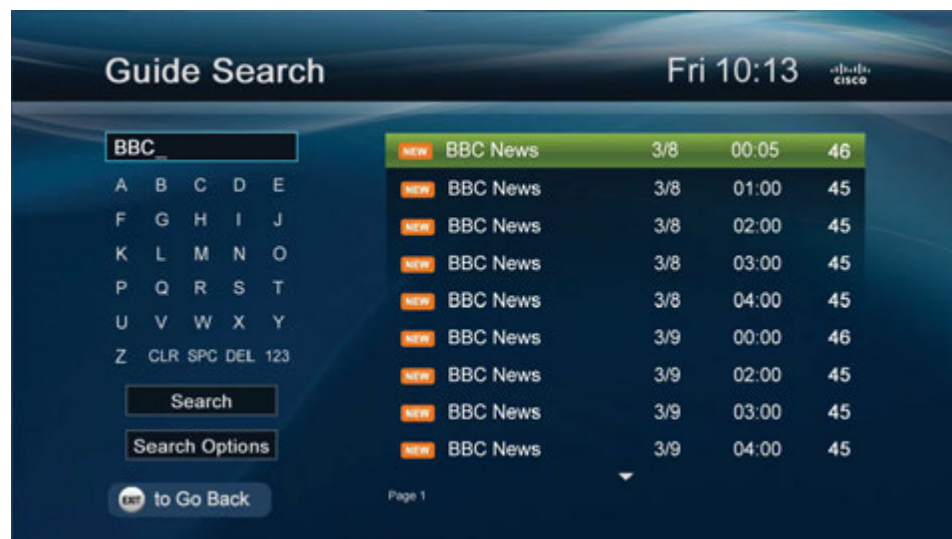 Guide Search
Fri 10:13
cisco
BBC_
A B C D E
F G H I J
K L M N O
P Q R S T
U V W X Y
Z CLR SPC DEL 123
Search
Search Options
EXIT to Go Back
NEW BBC News 3/8 00:05 46
NEW BBC News 3/8 01:00 45
NEW BBC News 3/8 02:00 45
NEW BBC News 3/8 03:00 45
NEW BBC News 3/8 04:00 45
NEW BBC News 3/9 00:00 46
NEW BBC News 3/9 02:00 45
NEW BBC News 3/9 03:00 45
NEW BBC News 3/9 04:00 45
Page 1